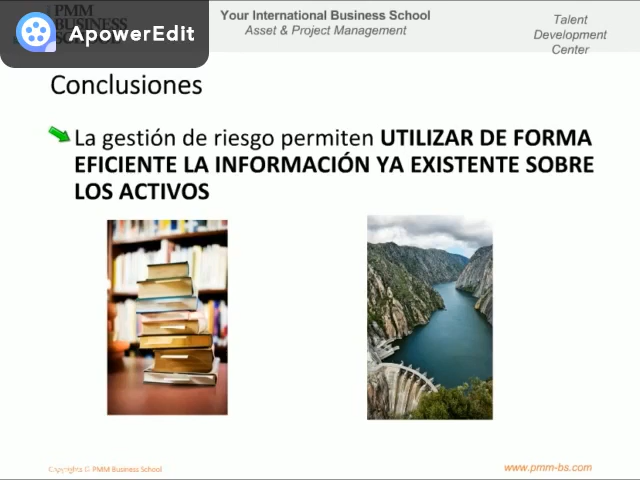 PMM
BUSINESS
SCHOOL
ApowerEdit
Your International Business School
Asset & Project Management
Talent
Development
Center
Conclusiones
La gestión de riesgo permiten UTILIZAR DE FORMA
EFICIENTE LA INFORMACIÓN YA EXISTENTE SOBRE
LOS ACTIVOS
Copyrights © PMM Business School
www.pmm-bs.com